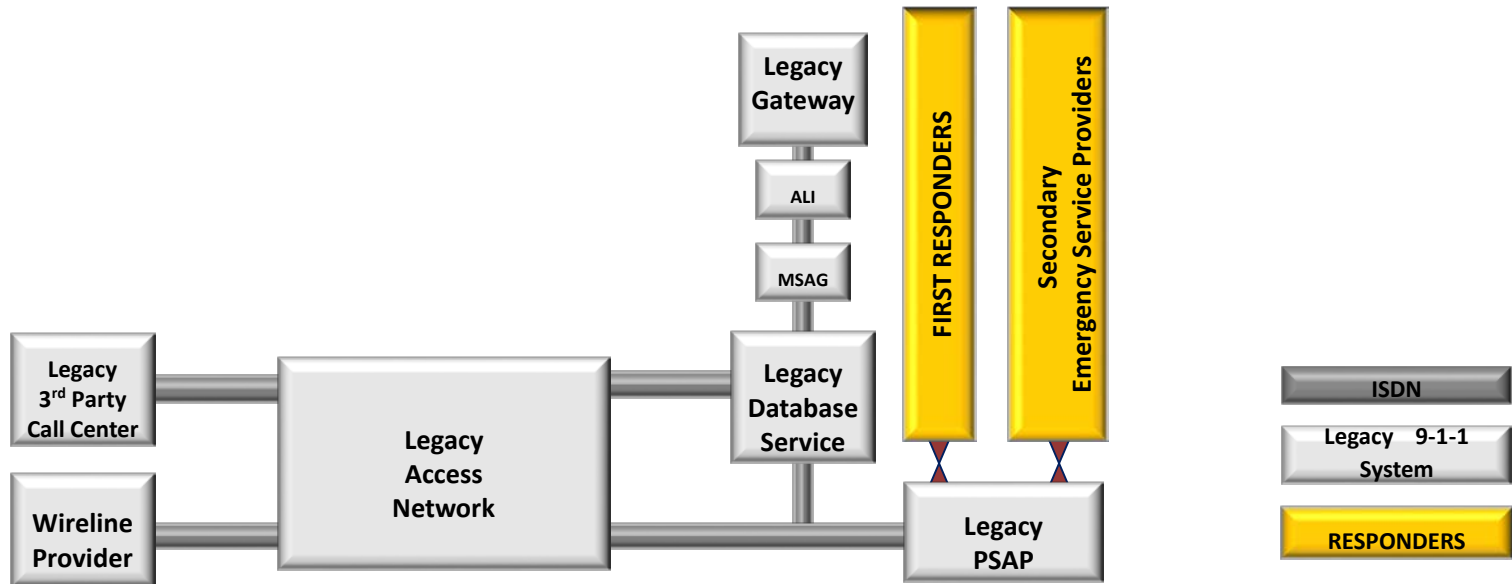 Legacy
Gateway
ALI
MSAG
FIRST RESPONDERS
Secondary
Emergency Service Providers
Legacy
3rd Party
Call Center
Legacy
Access
Network
Legacy
Database
Service
Wireline
Provider
Legacy
PSAP
ISDN
Legacy 9-1-1
System
RESPONDERS